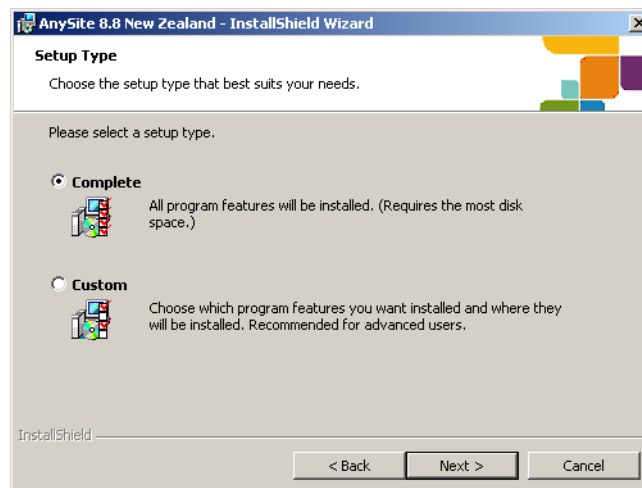 AnySite 8.8 New Zealand - InstallShield Wizard
Setup Type
Choose the setup type that best suits your needs.
Please select a setup type.
Complete
All program features will be installed. (Requires the most disk
space.)
Custom
Choose which program features you want installed and where they
will be installed. Recommended for advanced users.
InstallShield
< Back
Next >
Cancel